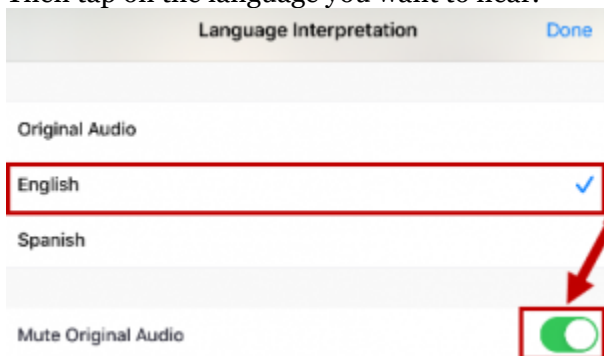 Then tap on the language you want to hear.
Language Interpretation Done
Original Audio
English
Spanish
Mute Original Audio